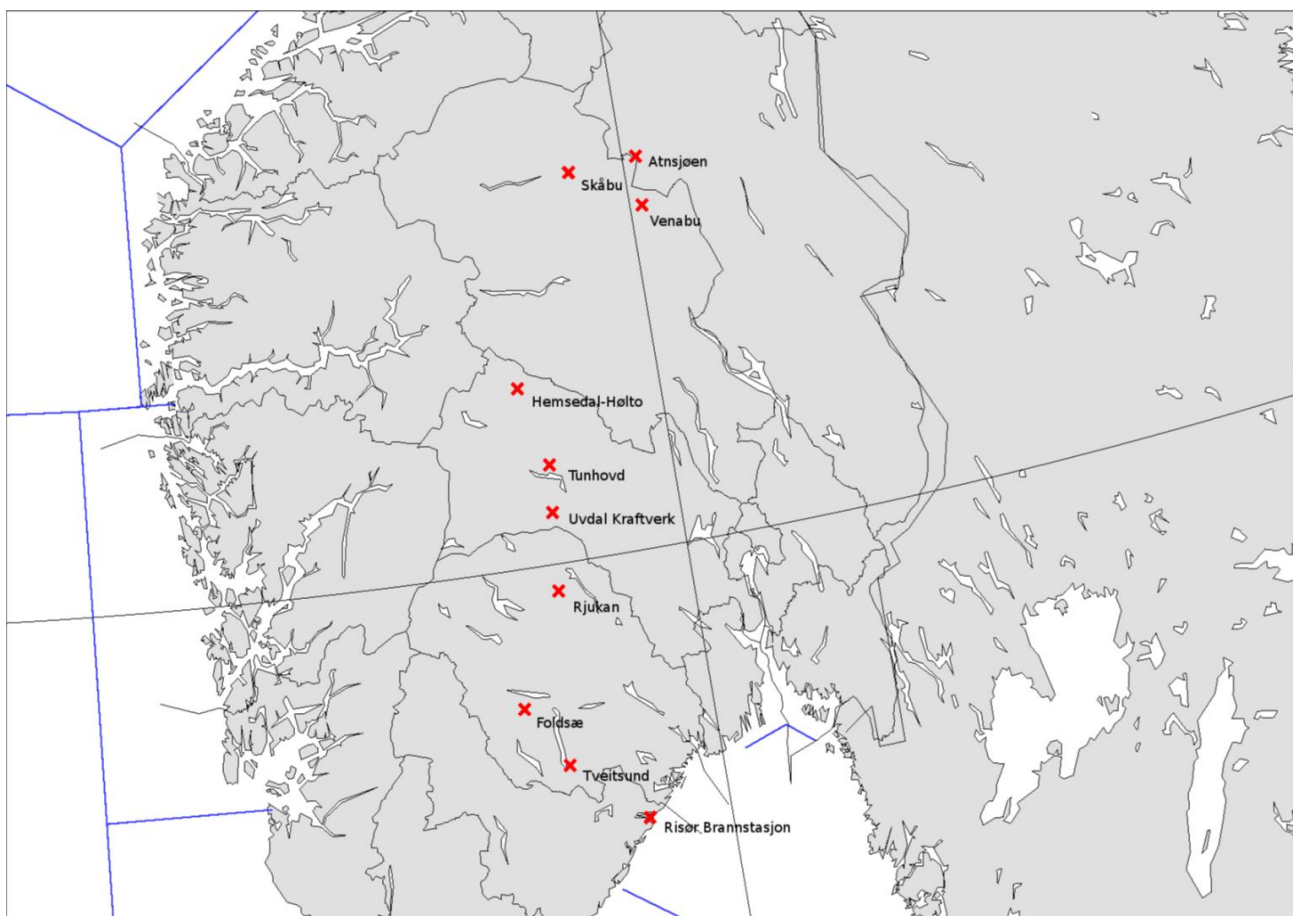 Atnsjøen
Skåbu
Venabu
Hemsedal-Hølto
Tunhovd
Uvdal Kraftverk
Rjukan
Foldsæ
Tveitsund
Risør Brannstasjon